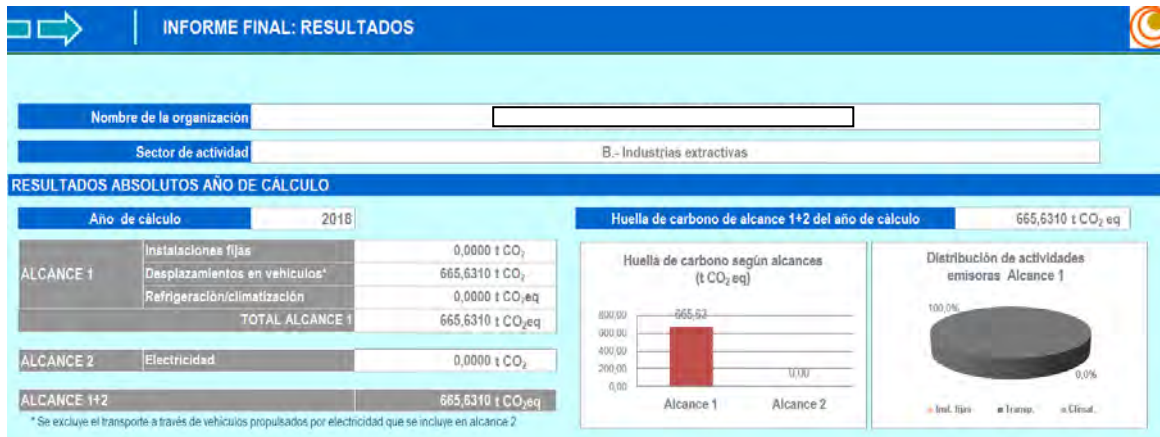 INFORME FINAL: RESULTADOS
Nombre de la organización
Sector de actividad B.- Industrias extractivas
RESULTADOS ABSOLUTOS AÑO DE CÁLCULO
Año de cálculo 2018
Huella de carbono de alcance 1+2 del año de cálculo 665,6310 t CO₂ eq
ALCANCE 1
Instalaciones fijas 0,0000 t CO₂
Desplazamientos en vehículos* 665,6310 t CO₂
Refrigeración/climatización 0,0000 t CO₂eq
TOTAL ALCANCE 1 665,6310 t CO₂eq
ALCANCE 2 Electricidad 0,0000 t CO₂
ALCANCE 1+2 665,6310 t CO₂eq
* Se excluye el transporte a través de vehículos propulsados por electricidad que se incluye en alcance 2
Huella de carbono según alcances
(t CO₂ eq)
800,00
600,00
400,00
200,00
0,00
665,63
0,00
Alcance 1 Alcance 2
Distribución de actividades
emisoras Alcance 1
100,0%
0,0%
Inst. fijas Transp. Climat.